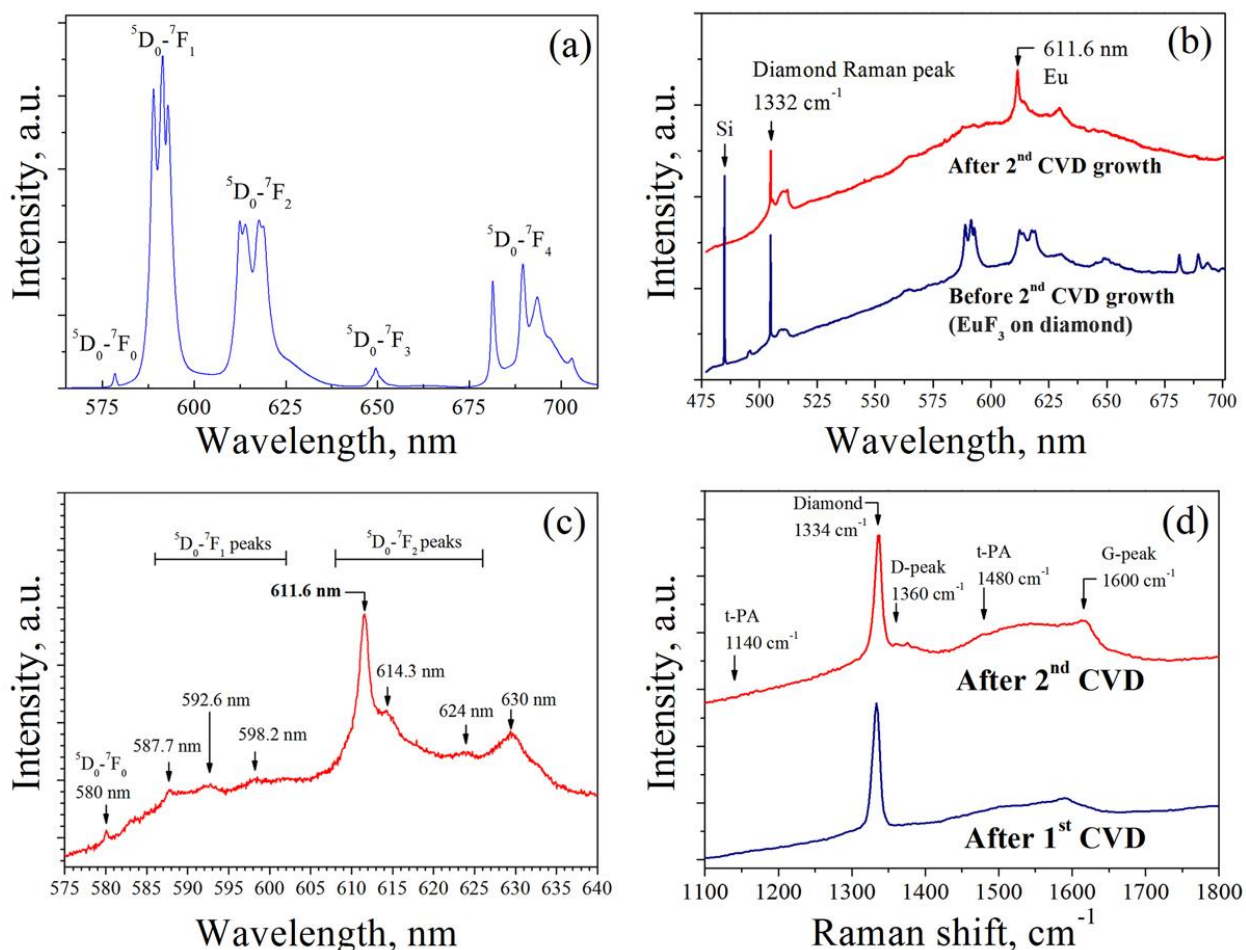 (a)
⁵D₀-⁷F₁
⁵D₀-⁷F₂
⁵D₀-⁷F₄
⁵D₀-⁷F₀
⁵D₀-⁷F₃
Intensity, a.u.
575 600 625 650 675 700
Wavelength, nm
(b)
611.6 nm
Eu
Diamond Raman peak
1332 cm⁻¹
Si
After 2ⁿᵈ CVD growth
Before 2ⁿᵈ CVD growth
(EuF₃ on diamond)
Intensity, a.u.
475 500 525 550 575 600 625 650 675 700
Wavelength, nm
(c)
⁵D₀-⁷F₁ peaks
⁵D₀-⁷F₂ peaks
611.6 nm
614.3 nm
592.6 nm
587.7 nm
598.2 nm
624 nm
630 nm
⁵D₀-⁷F₀
580 nm
Intensity, a.u.
575 580 585 590 595 600 605 610 615 620 625 630 635 640
Wavelength, nm
(d)
Diamond
1334 cm⁻¹
D-peak
1360 cm⁻¹
t-PA
1480 cm⁻¹
G-peak
1600 cm⁻¹
t-PA
1140 cm⁻¹
After 2ⁿᵈ CVD
After 1ˢᵗ CVD
Intensity, a.u.
1100 1200 1300 1400 1500 1600 1700 1800
Raman shift, cm⁻¹